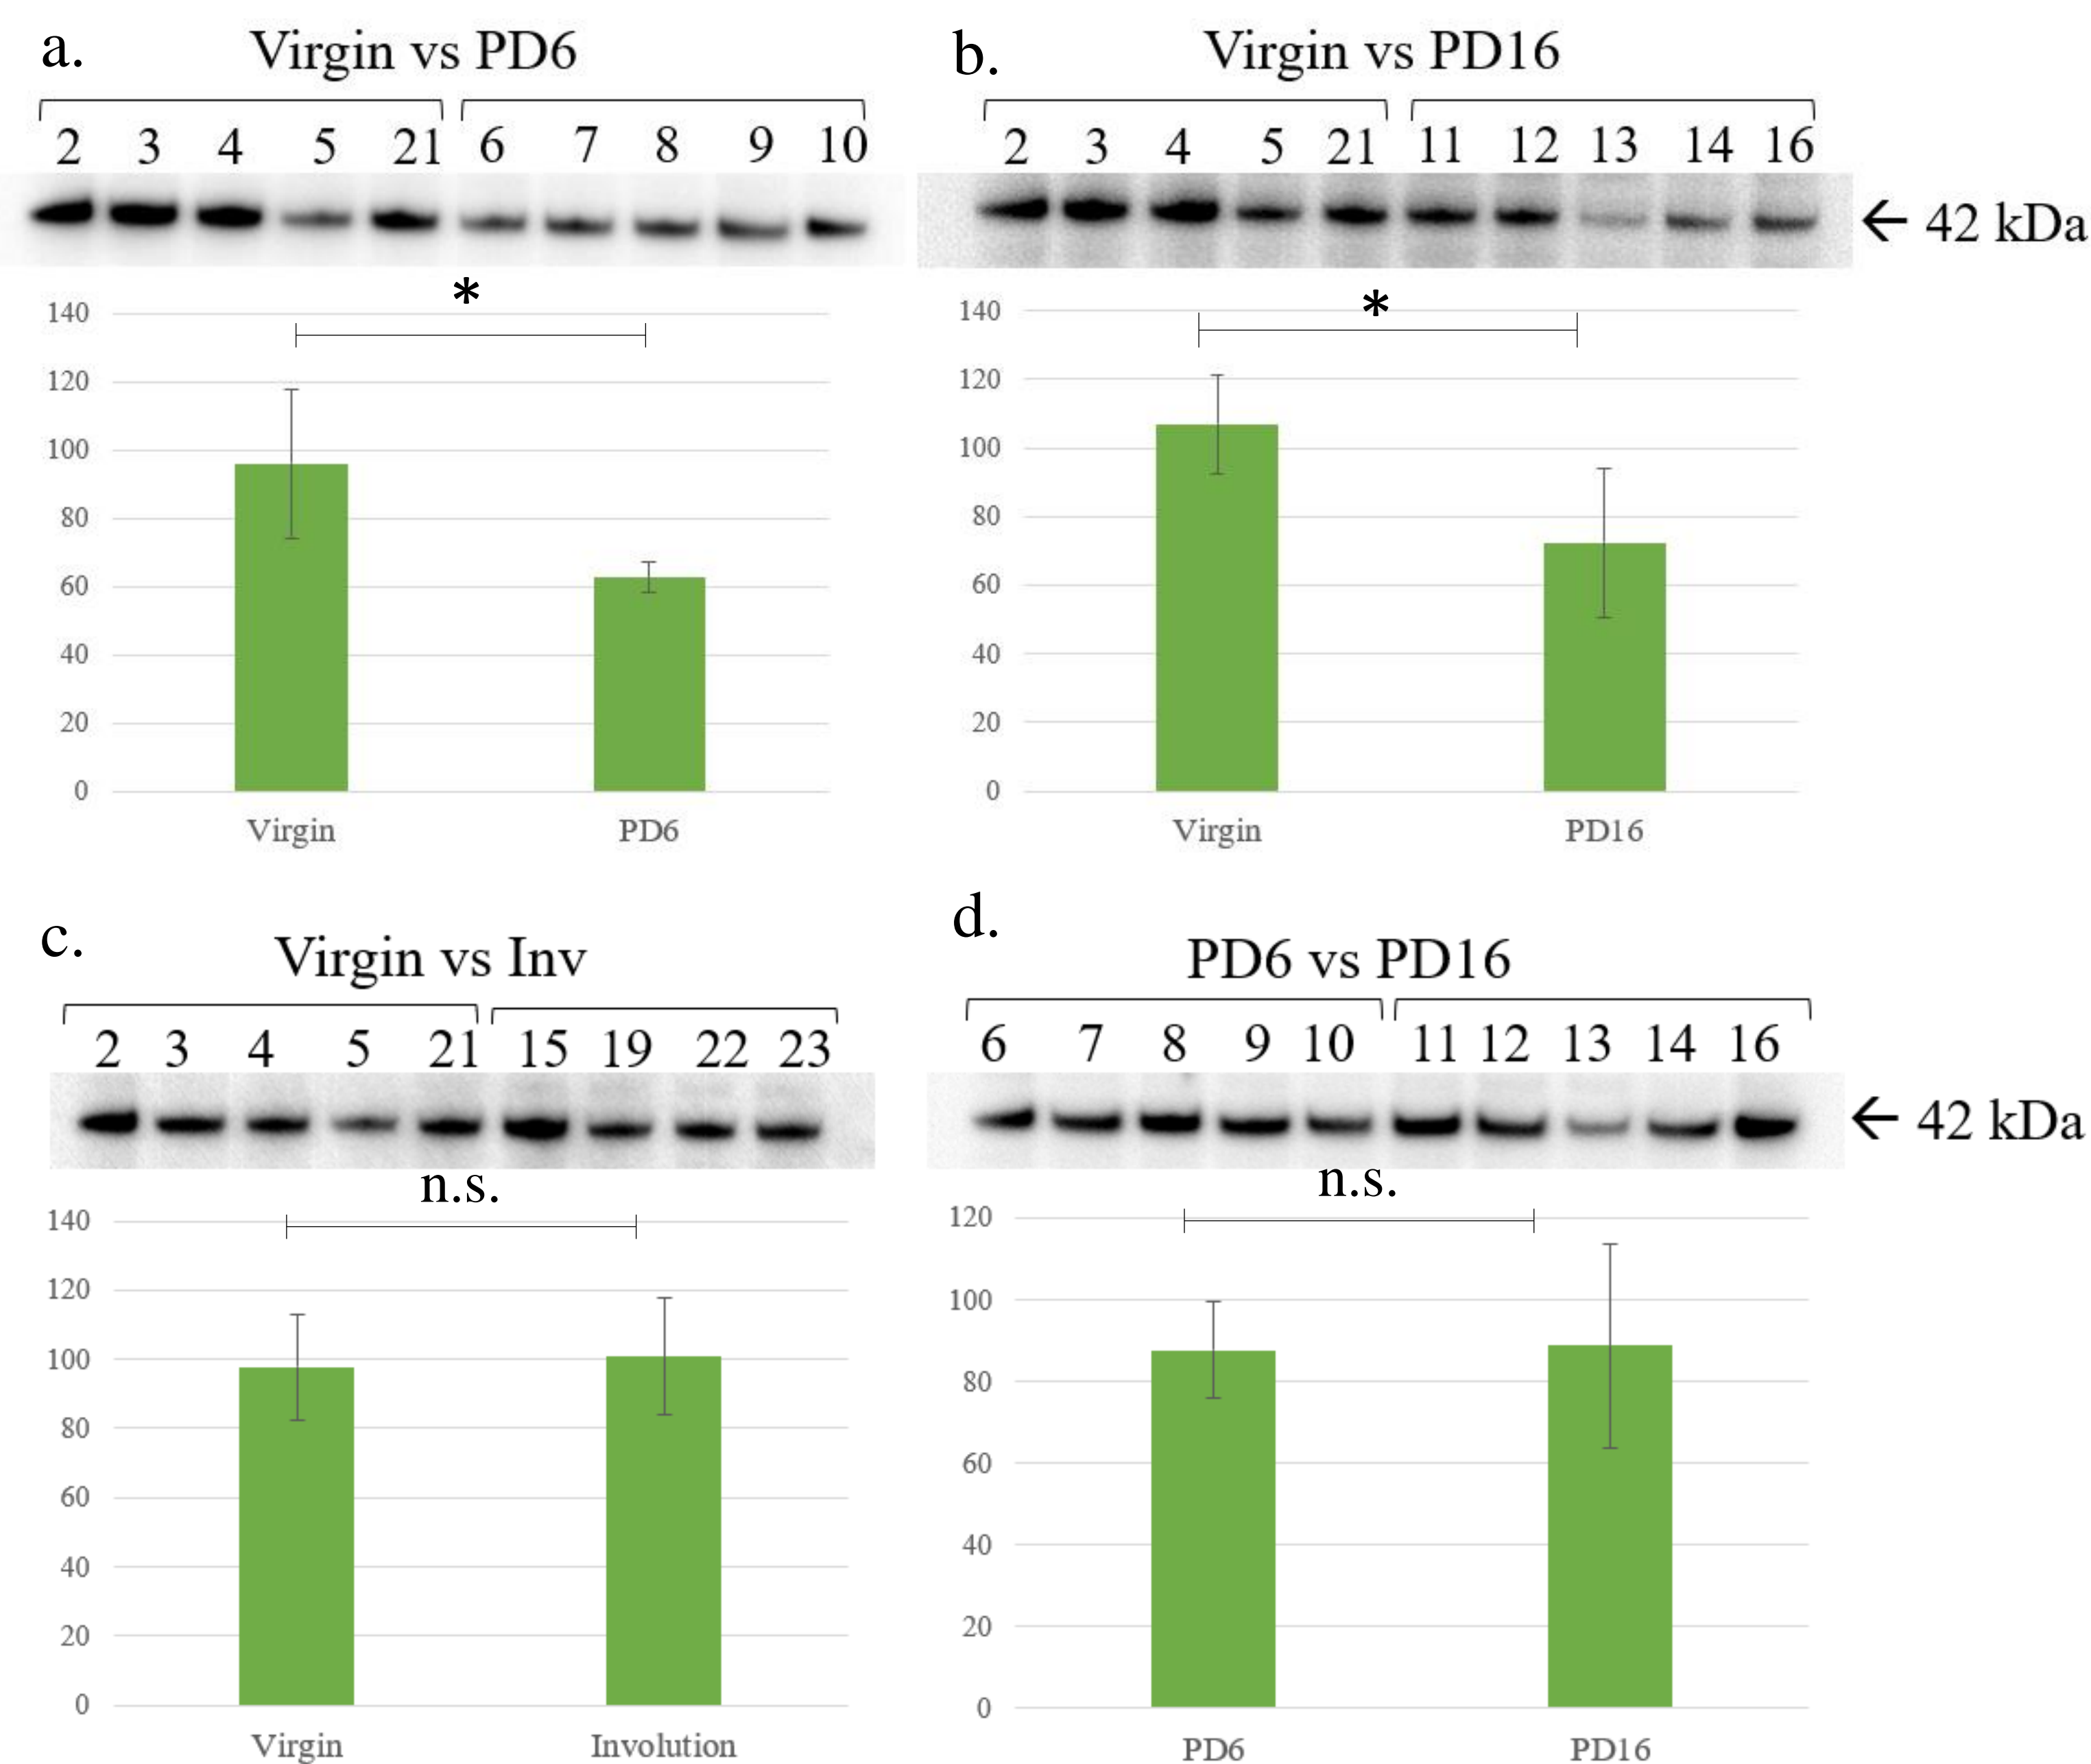 a.
Virgin vs PD6
2 3 4 5 21 6 7 8 9 10
*
140
120
100
80
60
40
20
0
Virgin PD6
b.
Virgin vs PD16
2 3 4 5 21 11 12 13 14 16
← 42 kDa
*
140
120
100
80
60
40
20
0
Virgin PD16
c.
Virgin vs Inv
2 3 4 5 21 15 19 22 23
n.s.
140
120
100
80
60
40
20
0
Virgin Involution
d.
PD6 vs PD16
6 7 8 9 10 11 12 13 14 16
← 42 kDa
n.s.
120
100
80
60
40
20
0
PD6 PD16